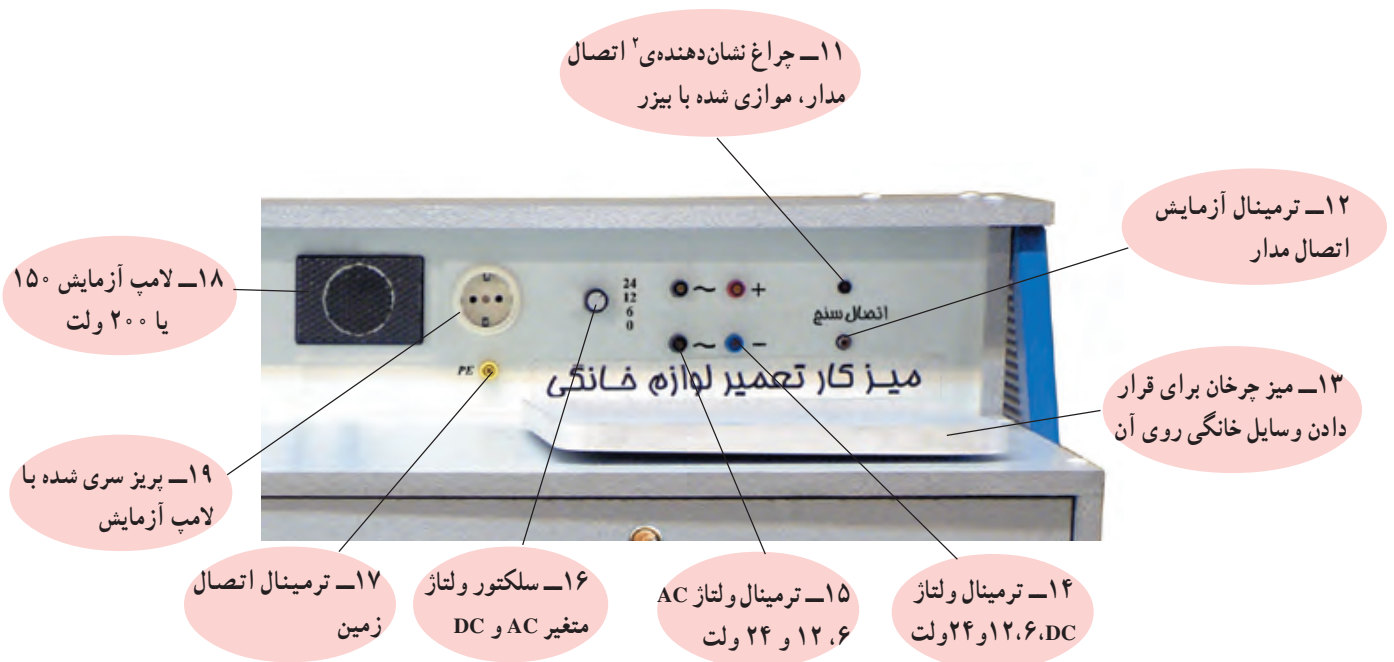 ۱۱ــ چراغ نشان‌دهنده‌ی۲ اتصال
مدار، موازی شده با بیزر
۱۲ــ ترمینال آزمایش
اتصال مدار
۱۸ــ لامپ آزمایش ۱۵۰
یا ۲۰۰ ولت
24
12
6
0
~
+
~
−
اتصال سنج
PE
میز کار تعمیر لوازم خانگی
۱۳ــ میز چرخان برای قرار
دادن وسایل خانگی روی آن
۱۹ــ پریز سری شده با
لامپ آزمایش
۱۷ــ ترمینال اتصال
زمین
۱۶ــ سلکتور ولتاژ
متغیر AC و DC
۱۵ــ ترمینال ولتاژ AC
۶، ۱۲ و ۲۴ ولت
۱۴ــ ترمینال ولتاژ
DC،۶،۱۲و۲۴ولت